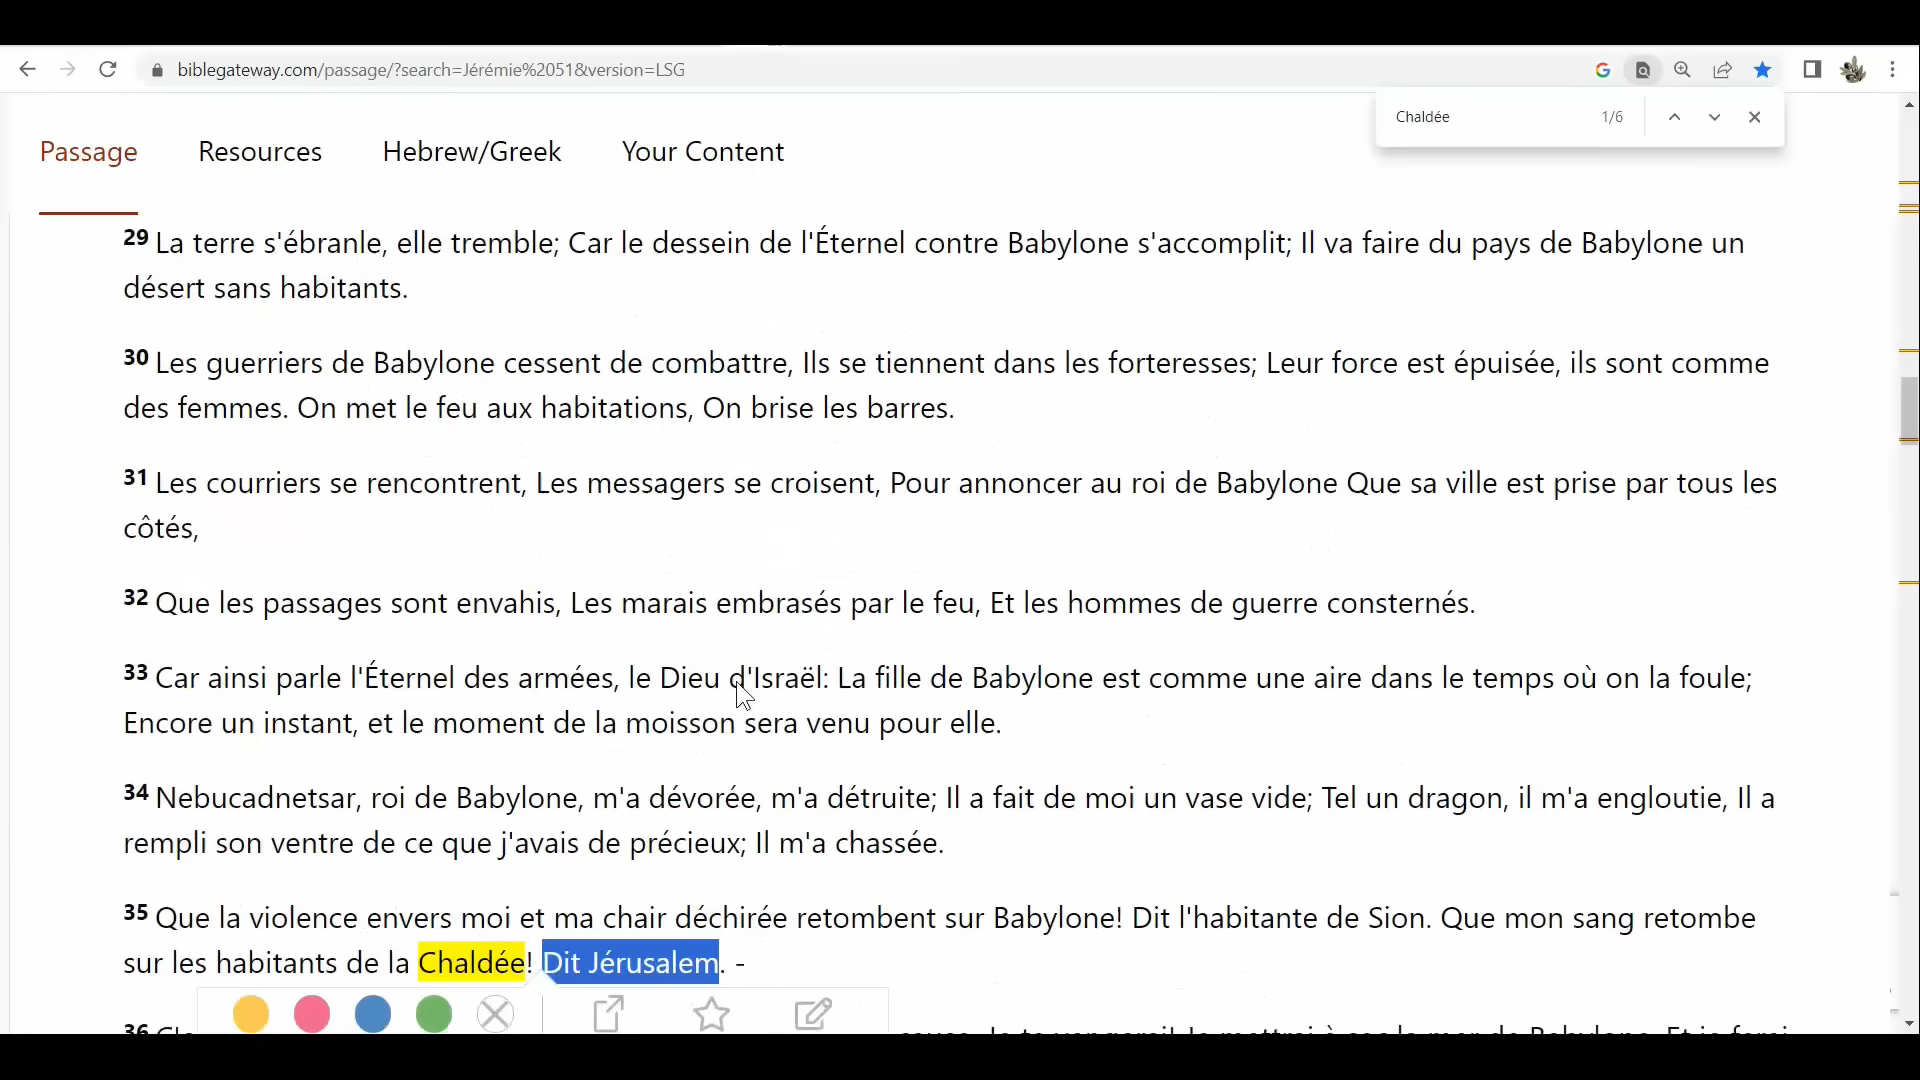 biblegateway.com/passage/?search=Jérémie%2051&version=LSG
Chaldée 1/6
Passage Resources Hebrew/Greek Your Content
29 La terre s'ébranle, elle tremble; Car le dessein de l'Éternel contre Babylone s'accomplit; Il va faire du pays de Babylone un
désert sans habitants.
30 Les guerriers de Babylone cessent de combattre, Ils se tiennent dans les forteresses; Leur force est épuisée, ils sont comme
des femmes. On met le feu aux habitations, On brise les barres.
31 Les courriers se rencontrent, Les messagers se croisent, Pour annoncer au roi de Babylone Que sa ville est prise par tous les
côtés,
32 Que les passages sont envahis, Les marais embrasés par le feu, Et les hommes de guerre consternés.
33 Car ainsi parle l'Éternel des armées, le Dieu d'Israël: La fille de Babylone est comme une aire dans le temps où on la foule;
Encore un instant, et le moment de la moisson sera venu pour elle.
34 Nebucadnetsar, roi de Babylone, m'a dévorée, m'a détruite; Il a fait de moi un vase vide; Tel un dragon, il m'a engloutie, Il a
rempli son ventre de ce que j'avais de précieux; Il m'a chassée.
35 Que la violence envers moi et ma chair déchirée retombent sur Babylone! Dit l'habitante de Sion. Que mon sang retombe
sur les habitants de la Chaldée! Dit Jérusalem. -
36